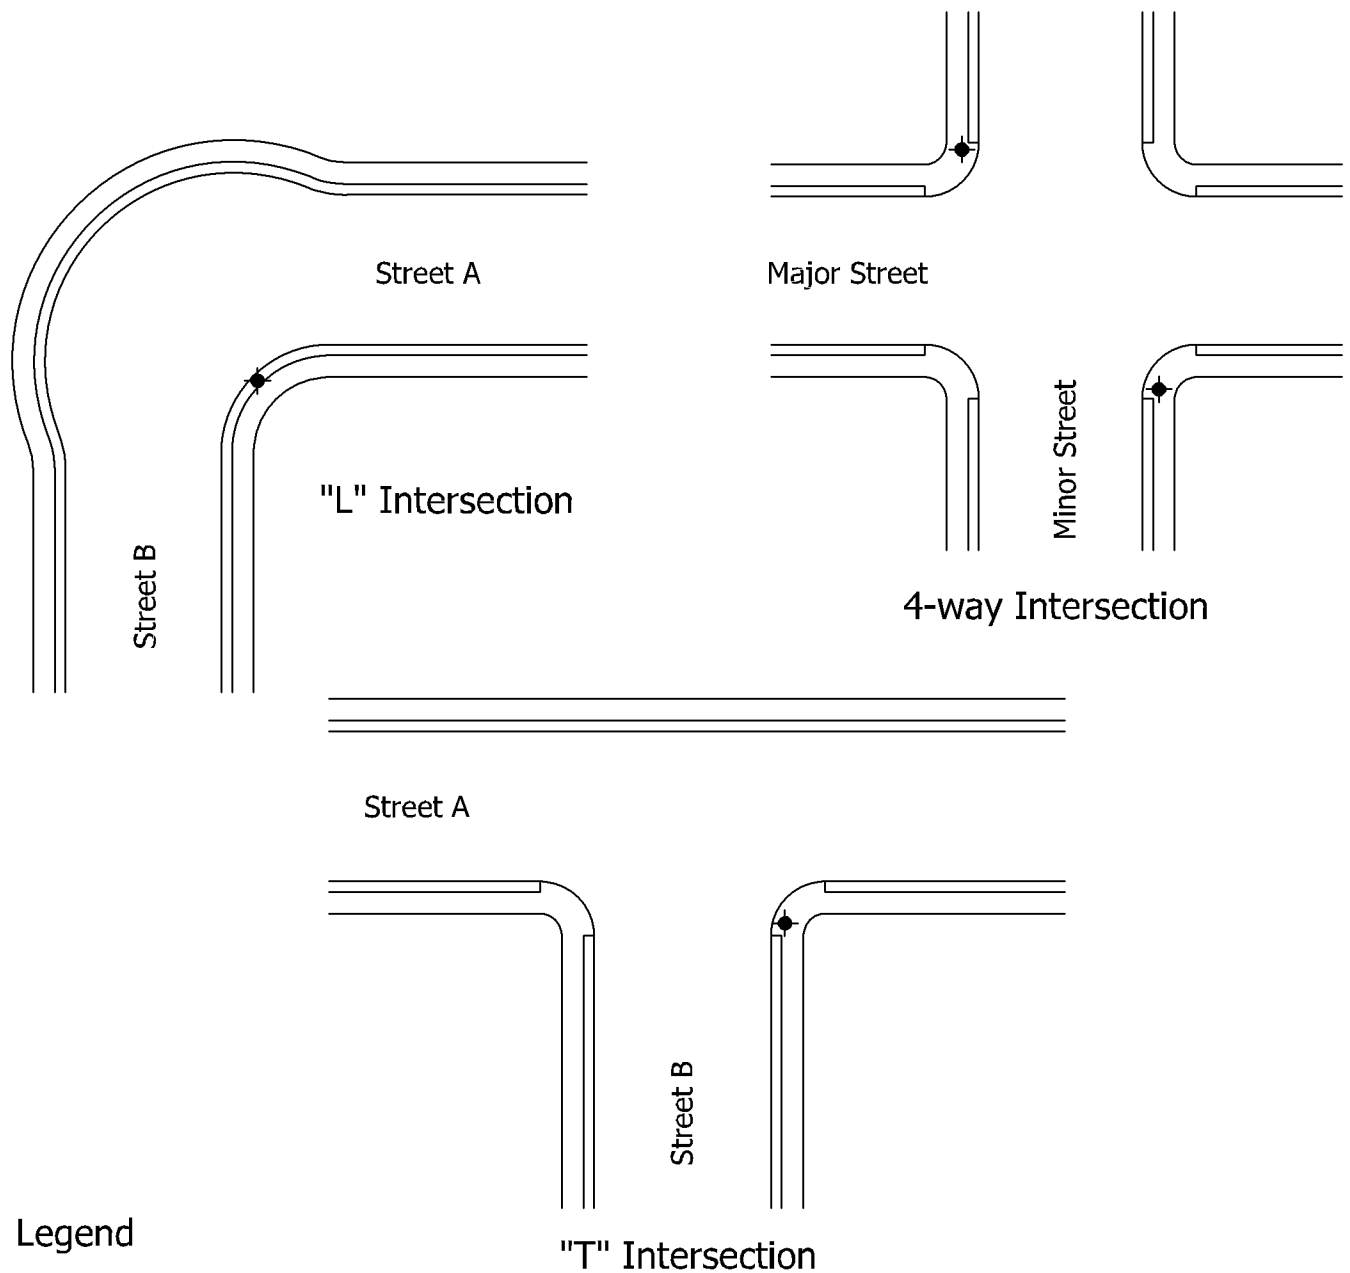 Street A
Major Street
Minor Street
"L" Intersection
Street B
4-way Intersection
Street A
Street B
Legend
"T" Intersection